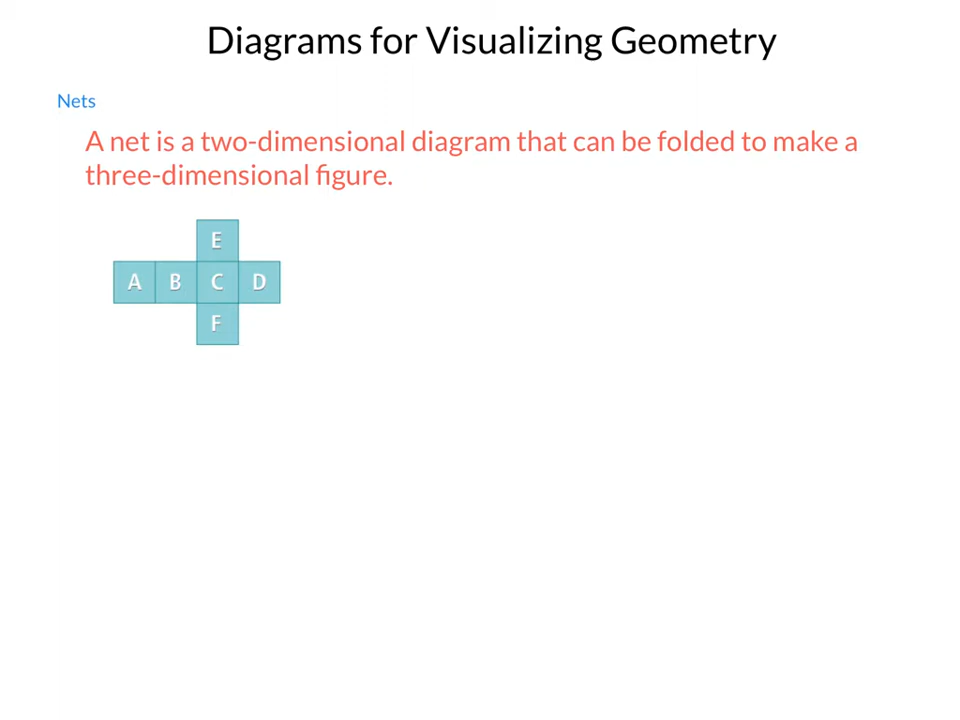 Diagrams for Visualizing Geometry
Nets
A net is a two-dimensional diagram that can be folded to make a
three-dimensional figure.
E
A B C D
F